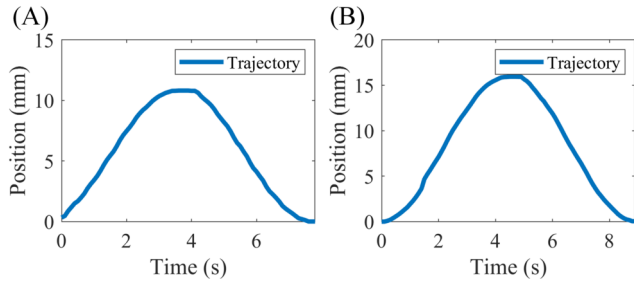 (A)
15
10
5
0
Position (mm)
Trajectory
0 2 4 6
Time (s)
(B)
20
15
10
5
0
Position (mm)
Trajectory
0 2 4 6 8
Time (s)